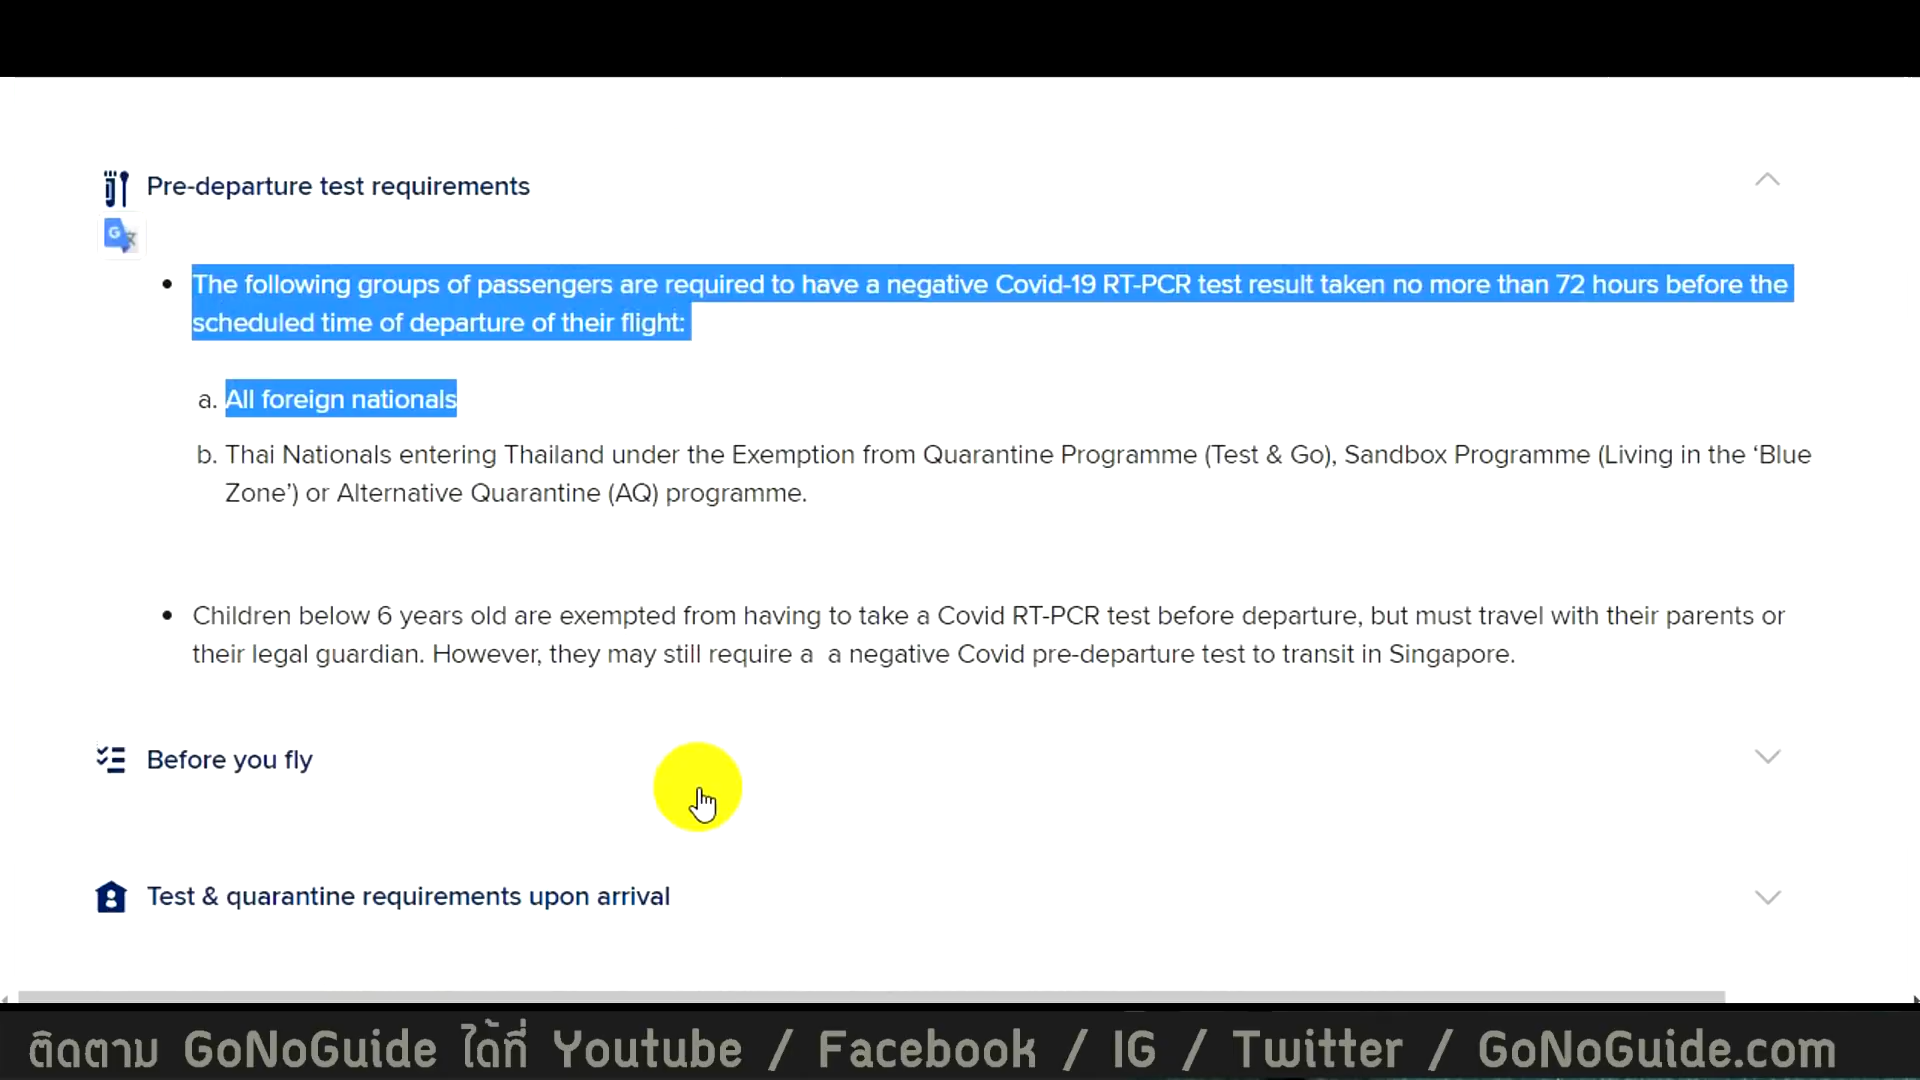 Pre-departure test requirements
G
• The following groups of passengers are required to have a negative Covid-19 RT-PCR test result taken no more than 72 hours before the
scheduled time of departure of their flight:
a. All foreign nationals
b. Thai Nationals entering Thailand under the Exemption from Quarantine Programme (Test & Go), Sandbox Programme (Living in the ‘Blue
Zone’) or Alternative Quarantine (AQ) programme.
• Children below 6 years old are exempted from having to take a Covid RT-PCR test before departure, but must travel with their parents or
their legal guardian. However, they may still require a  a negative Covid pre-departure test to transit in Singapore.
Before you fly
Test & quarantine requirements upon arrival
ติดตาม GoNoGuide ได้ที่ Youtube / Facebook / IG / Twitter / GoNoGuide.com